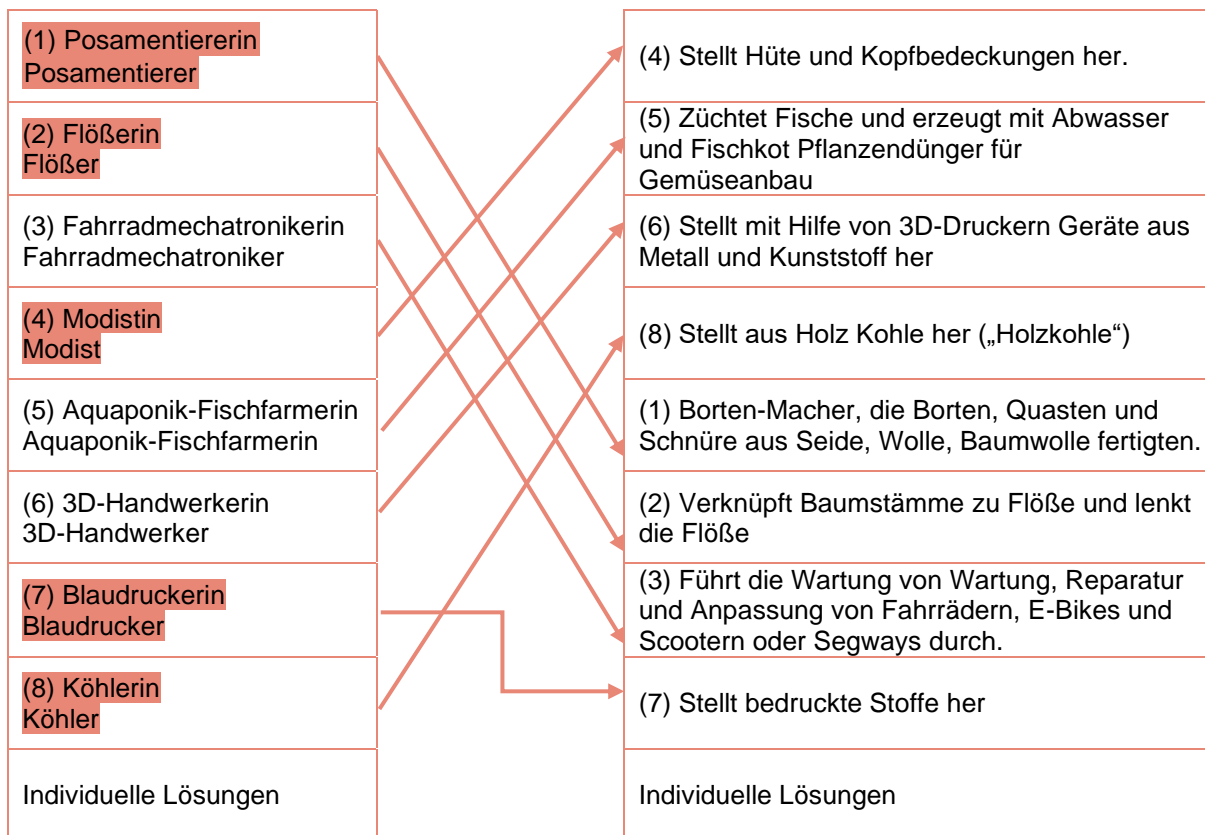 (1) Posamentiererin
Posamentierer
(2) Flößerin
Flößer
(3) Fahrradmechatronikerin
Fahrradmechatroniker
(4) Modistin
Modist
(5) Aquaponik-Fischfarmerin
Aquaponik-Fischfarmerin
(6) 3D-Handwerkerin
3D-Handwerker
(7) Blaudruckerin
Blaudrucker
(8) Köhlerin
Köhler
Individuelle Lösungen
(4) Stellt Hüte und Kopfbedeckungen her.
(5) Züchtet Fische und erzeugt mit Abwasser
und Fischkot Pflanzendünger für
Gemüseanbau
(6) Stellt mit Hilfe von 3D-Druckern Geräte aus
Metall und Kunststoff her
(8) Stellt aus Holz Kohle her („Holzkohle“)
(1) Borten-Macher, die Borten, Quasten und
Schnüre aus Seide, Wolle, Baumwolle fertigten.
(2) Verknüpft Baumstämme zu Flöße und lenkt
die Flöße
(3) Führt die Wartung von Wartung, Reparatur
und Anpassung von Fahrrädern, E-Bikes und
Scootern oder Segways durch.
(7) Stellt bedruckte Stoffe her
Individuelle Lösungen